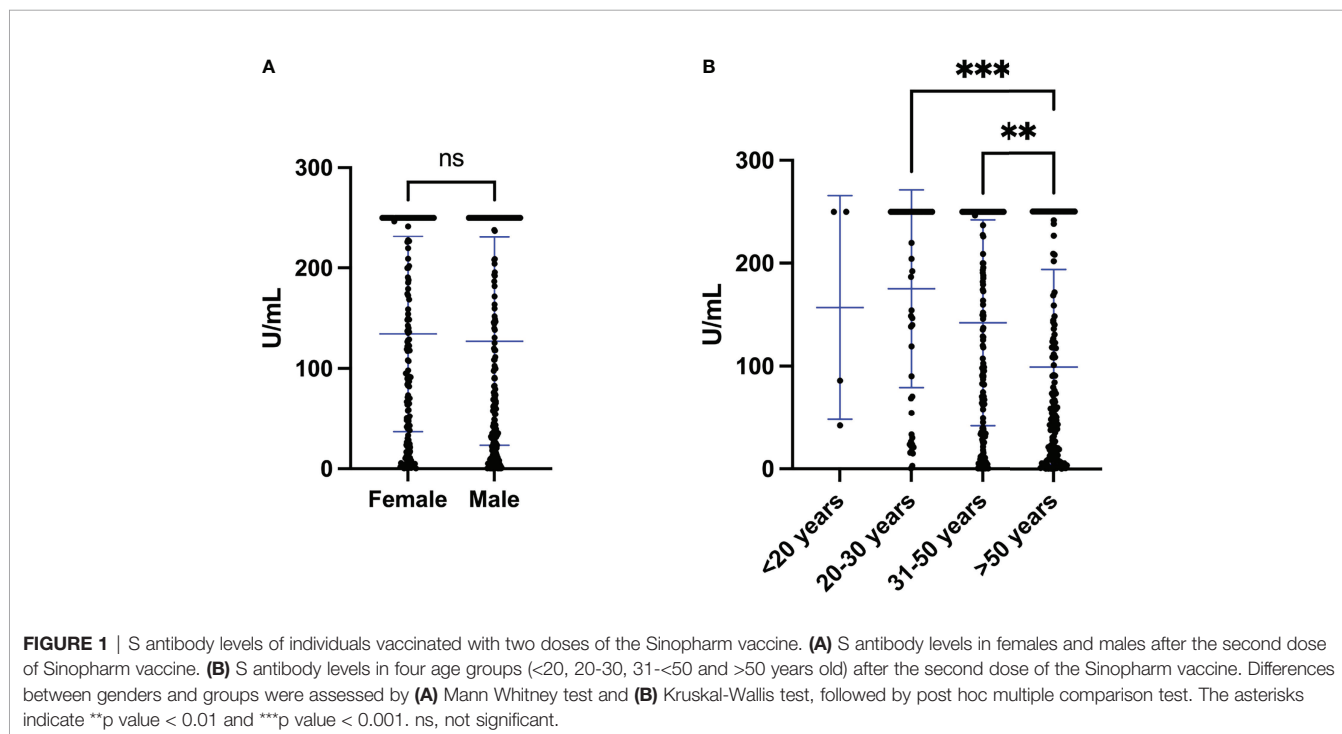 A
ns
300
200
100
0
U/mL
Female
Male
B
***
**
300
200
100
0
U/mL
<20 years
20-30 years
31-50 years
>50 years
FIGURE 1 | S antibody levels of individuals vaccinated with two doses of the Sinopharm vaccine. (A) S antibody levels in females and males after the second dose
of Sinopharm vaccine. (B) S antibody levels in four age groups (<20, 20-30, 31-<50 and >50 years old) after the second dose of the Sinopharm vaccine. Differences
between genders and groups were assessed by (A) Mann Whitney test and (B) Kruskal-Wallis test, followed by post hoc multiple comparison test. The asterisks
indicate **p value < 0.01 and ***p value < 0.001. ns, not significant.